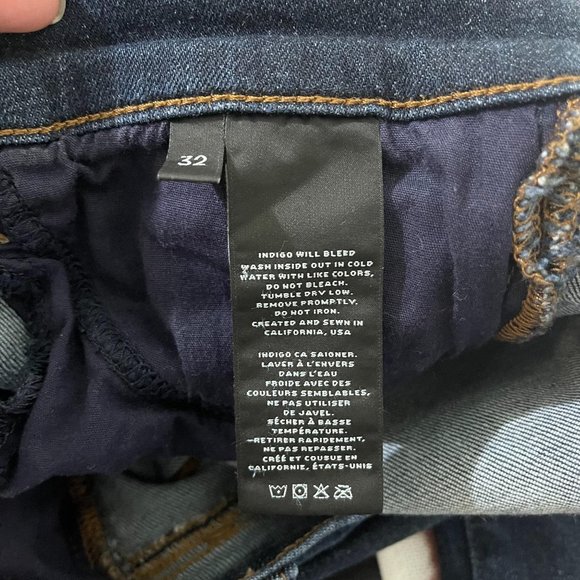 32
INDIGO WILL BLEED
WASH INSIDE OUT IN COLD
WATER WITH LIKE COLORS,
DO NOT BLEACH.
TUMBLE DRY LOW.
REMOVE PROMPTLY.
DO NOT IRON.
CREATED AND SEWN IN
CALIFORNIA, USA
INDIGO CA SAIGNER.
LAVER À L'ENVERS
DANS L'EAU
FROIDE AVEC DES
COULEURS SEMBLABLES,
NE PAS UTILISER
DE JAVEL.
SÉCHER À BASSE
TEMPÉRATURE.
RETIRER RAPIDEMENT,
NE PAS REPASSER.
CRÉÉ ET COUSU EN
CALIFORNIE, ÉTATS-UNIS